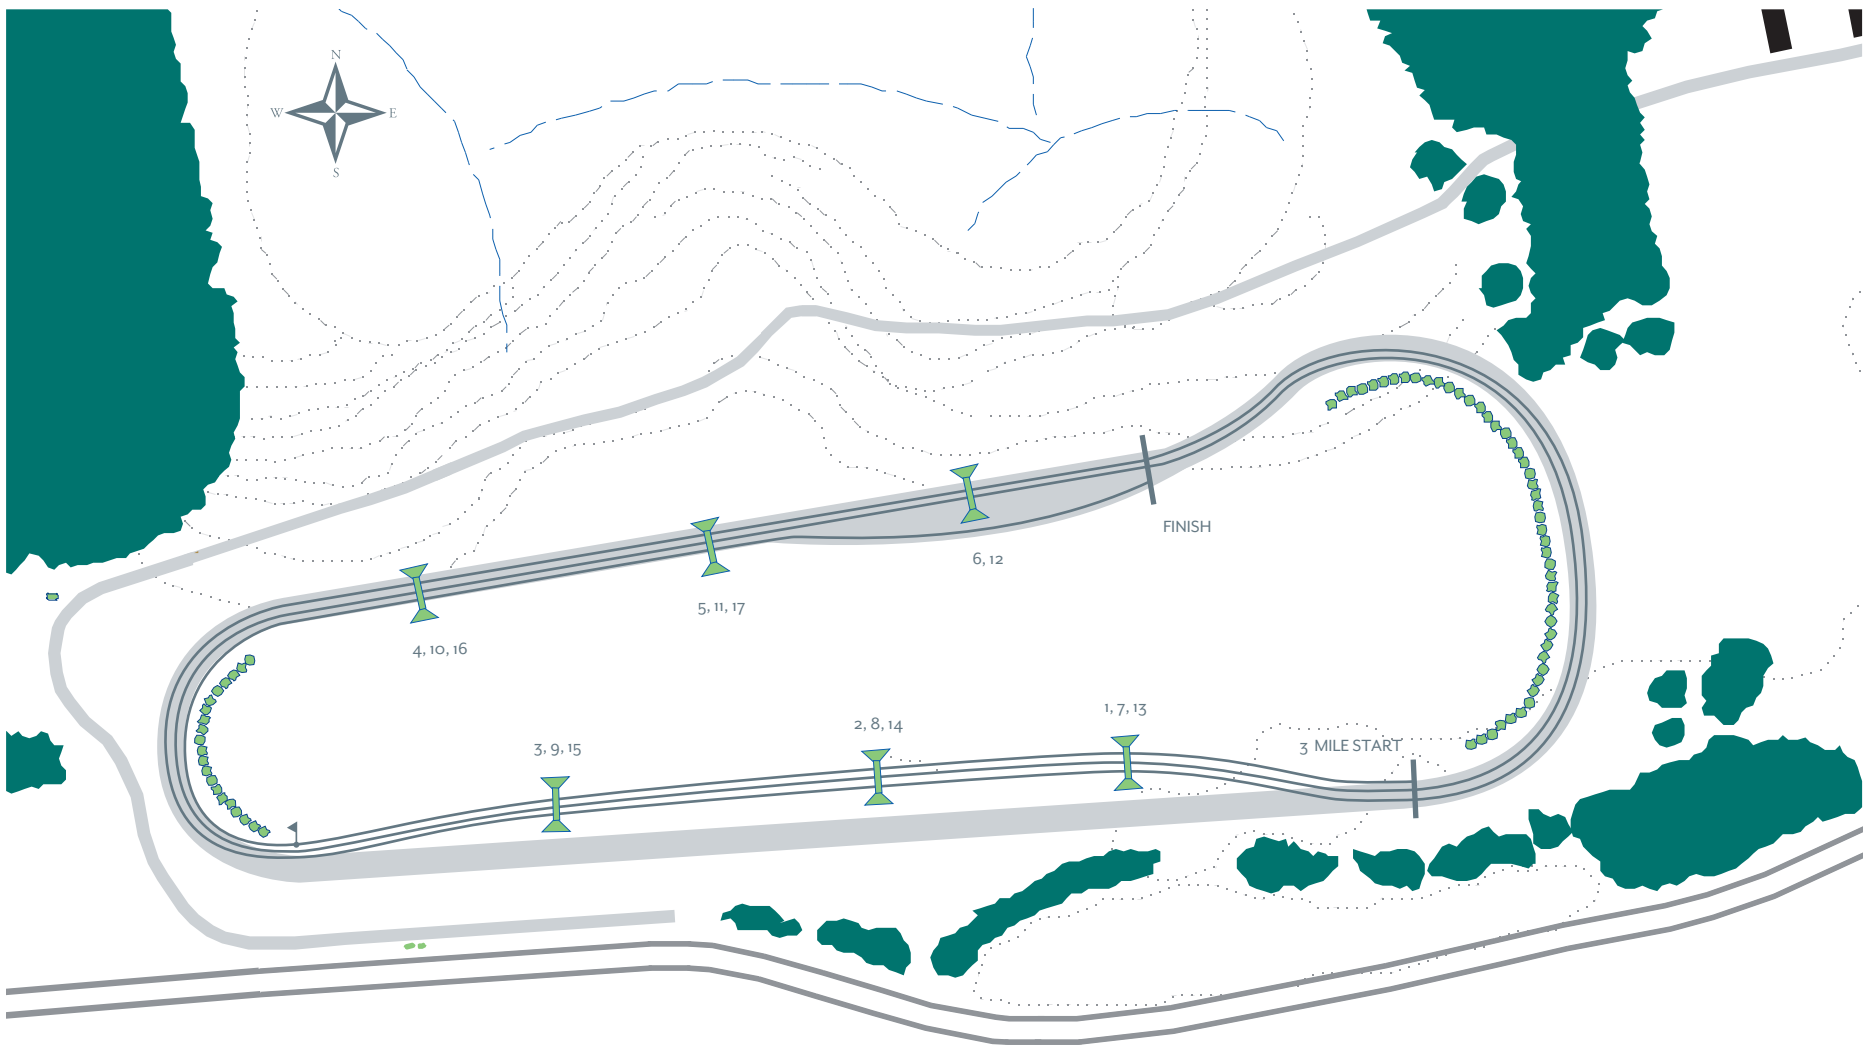 N
W E
S
FINISH
6, 12
5, 11, 17
4, 10, 16
1, 7, 13
2, 8, 14
3, 9, 15
3 MILE START